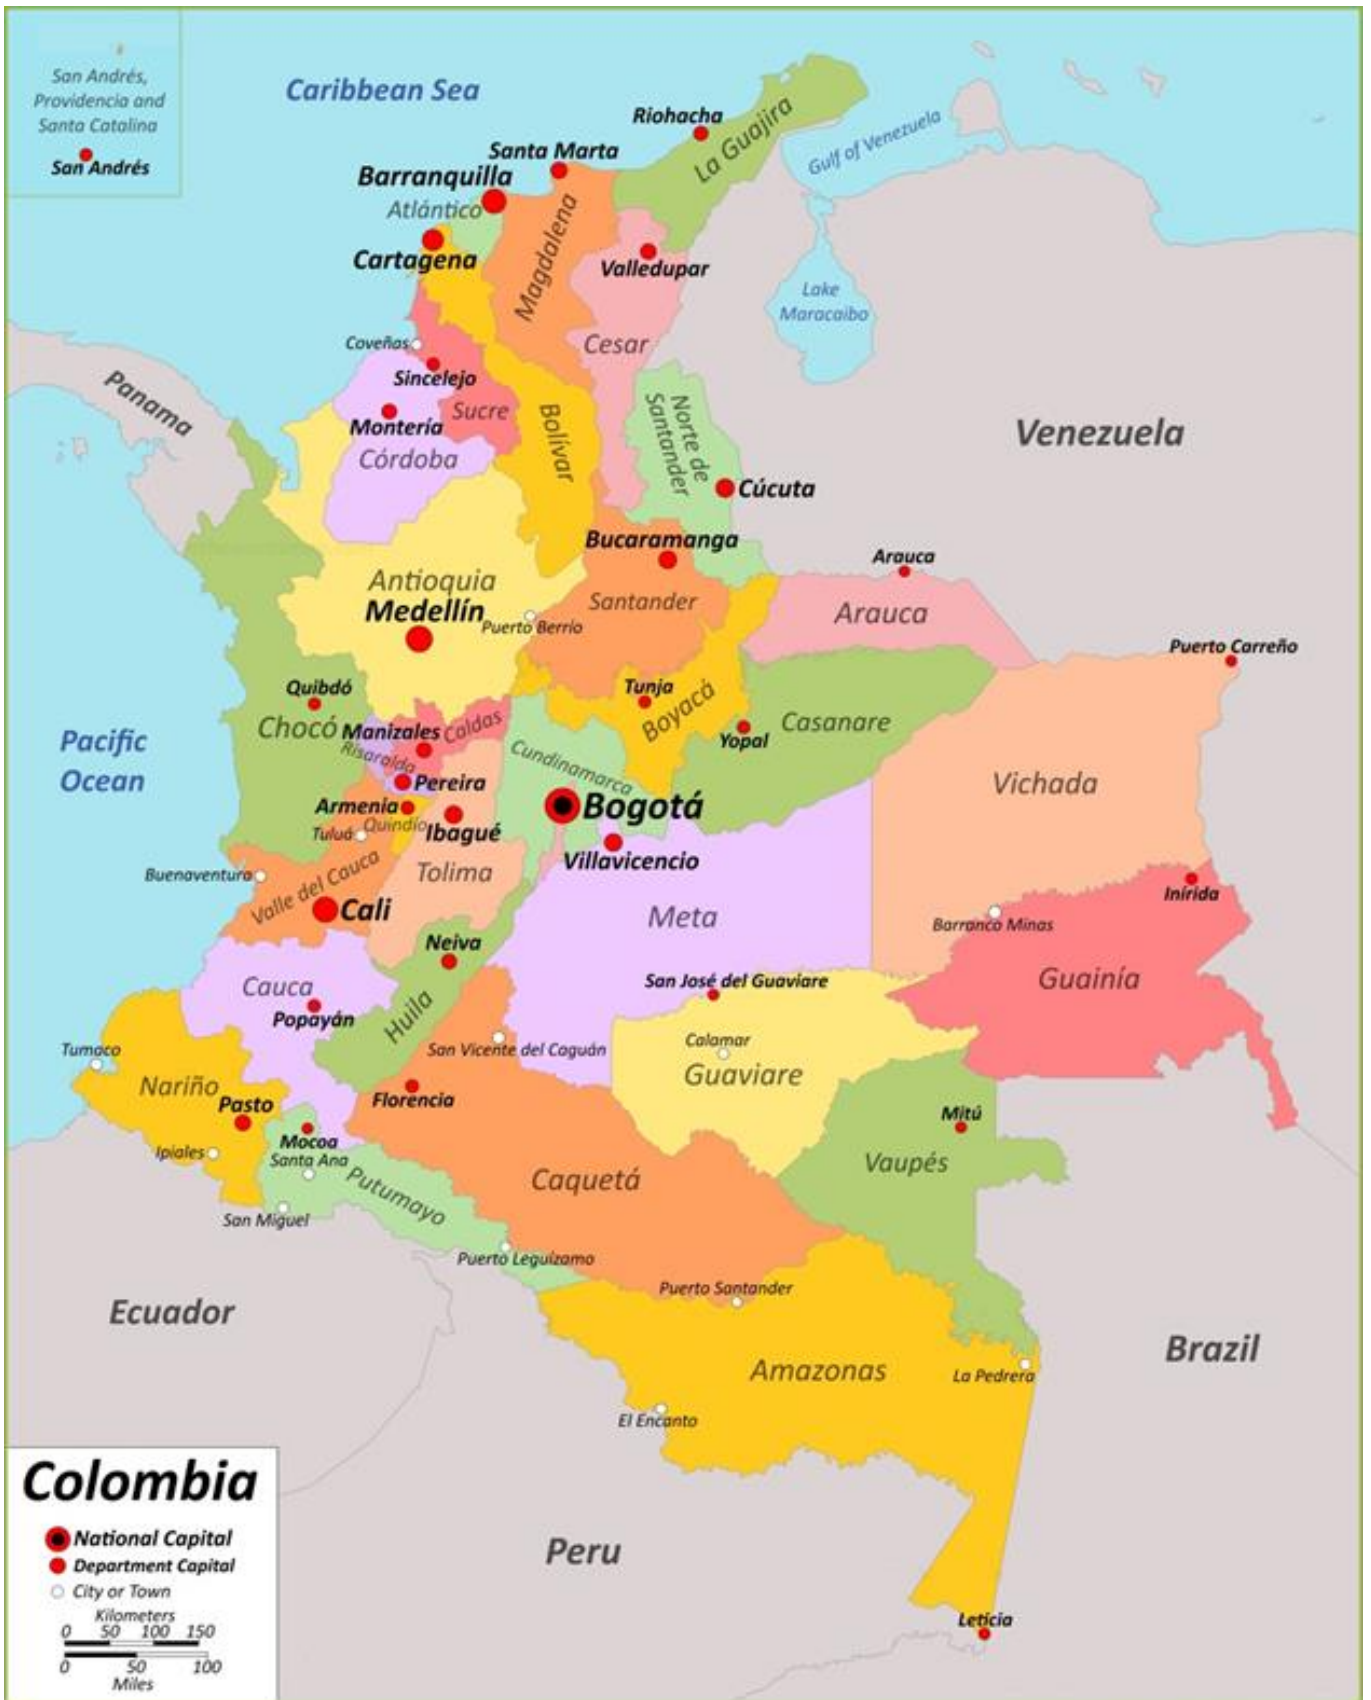 San Andrés,
Providencia and
Santa Catalina
San Andrés
Caribbean Sea
Riohacha
La Guajira
Gulf of Venezuela
Santa Marta
Barranquilla
Atlántico
Magdalena
Cartagena
Valledupar
Lake
Maracaibo
Coveñas
Cesar
Panama
Sincelejo
Sucre
Norte de
Santander
Bolívar
Montería
Venezuela
Córdoba
Cúcuta
Bucaramanga
Arauca
Antioquia
Santander
Arauca
Medellín
Puerto Berrío
Puerto Carreño
Quibdó
Tunja
Boyacá
Chocó
Manizales
Caldas
Casanare
Pacific
Ocean
Risaralda
Cundinamarca
Yopal
Pereira
Vichada
Armenia
Quindío
Bogotá
Tuluá
Ibagué
Villavicencio
Buenaventura
Valle del Cauca
Tolima
Inírida
Cali
Meta
Barranco Minas
Neiva
Cauca
San José del Guaviare
Guainía
Popayán
Huila
Tumaco
San Vicente del Caguán
Calamar
Nariño
Guaviare
Pasto
Florencia
Mitú
Mocoa
Ipiales
Santa Ana
Vaupés
Putumayo
Caquetá
San Miguel
Puerto Leguízamo
Puerto Santander
Ecuador
Brazil
Amazonas
La Pedrera
El Encanto
Colombia
National Capital
Department Capital
City or Town
Kilometers
0 50 100 150
0 50 100
Miles
Peru
Leticia